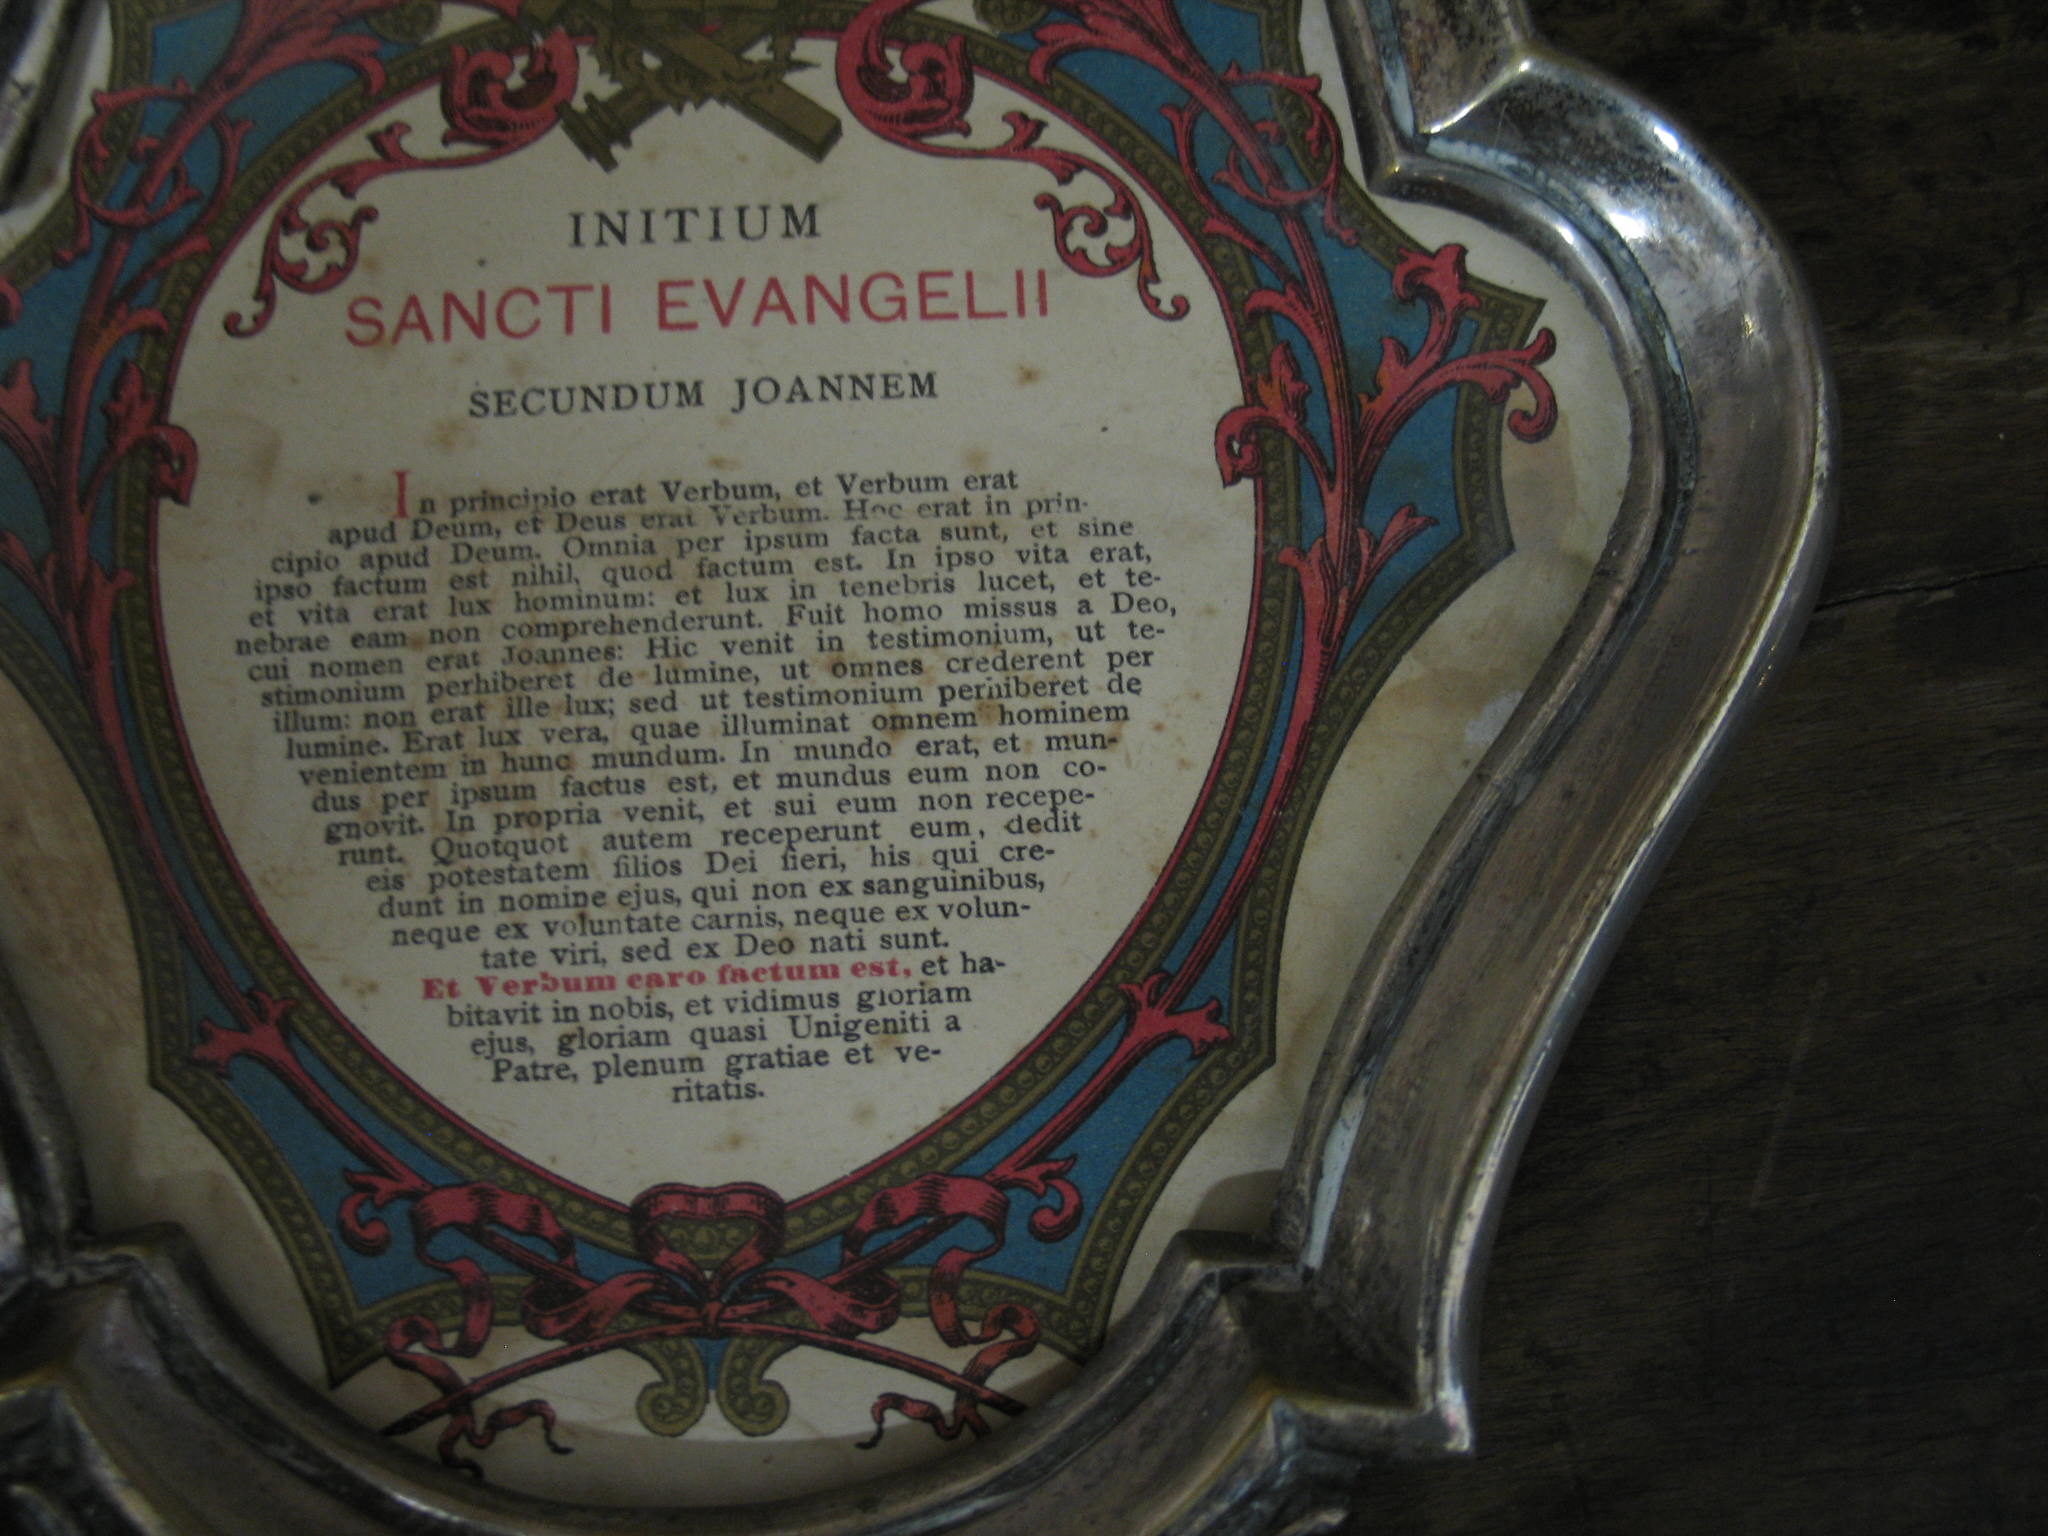 INITIUM
SANCTI EVANGELII
SECUNDUM JOANNEM
In principio erat Verbum, et Verbum erat
apud Deum, et Deus erat Verbum. Hoc erat in prin-
cipio apud Deum. Omnia per ipsum facta sunt, et sine
ipso factum est nihil, quod factum est. In ipso vita erat,
et vita erat lux hominum: et lux in tenebris lucet, et te-
nebrae eam non comprehenderunt. Fuit homo missus a Deo,
cui nomen erat Joannes: Hic venit in testimonium, ut te-
stimonium perhiberet de lumine, ut omnes crederent per
illum: non erat ille lux; sed ut testimonium perhiberet de
lumine. Erat lux vera, quae illuminat omnem hominem
venientem in hunc mundum. In mundo erat, et mun-
dus per ipsum factus est, et mundus eum non co-
gnovit. In propria venit, et sui eum non recepe-
runt. Quotquot autem receperunt eum, dedit
eis potestatem filios Dei fieri, his qui cre-
dunt in nomine ejus, qui non ex sanguinibus,
neque ex voluntate carnis, neque ex volun-
tate viri, sed ex Deo nati sunt.
Et Verbum caro factum est, et ha-
bitavit in nobis, et vidimus gloriam
ejus, gloriam quasi Unigeniti a
Patre, plenum gratiae et ve-
ritatis.